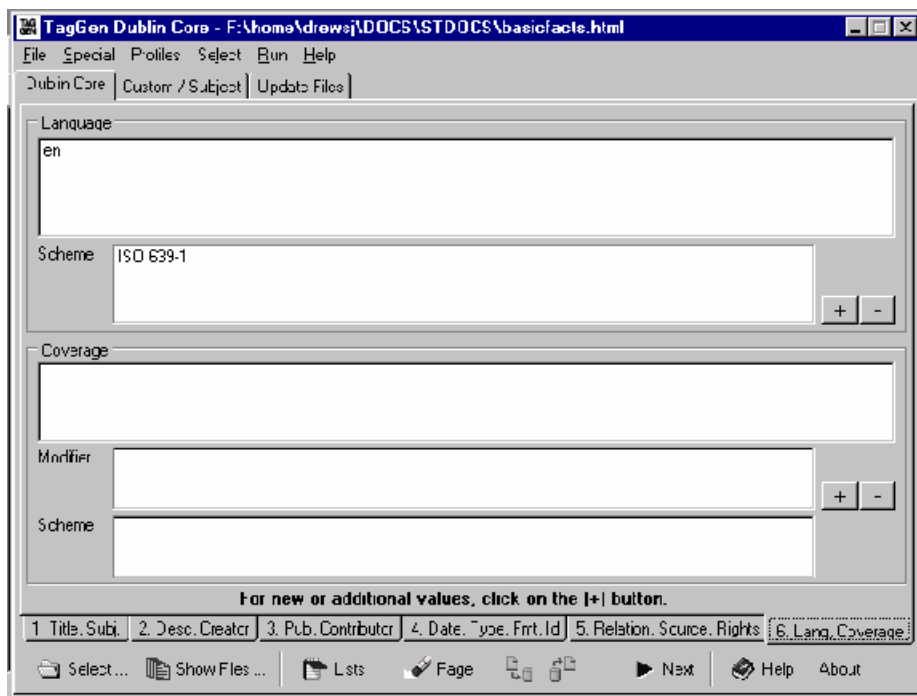 TagGen Dublin Core - F:\home\drewsj\DOCS\STDOCS\basicfacts.html
File Special Profiles Select Run Help
Dublin Core Custom / Subject Update Files
Language
en
Scheme ISO 639-1
+ -
Coverage
Modifier
+ -
Scheme
For new or additional values, click on the [+] button.
1. Title, Subj. 2. Desc. Creator 3. Pub. Contributor 4. Date, Type, Fmt, Id 5. Relation, Source, Rights 6. Lang, Coverage
Select ... Show Files ... Lists Page Next Help About